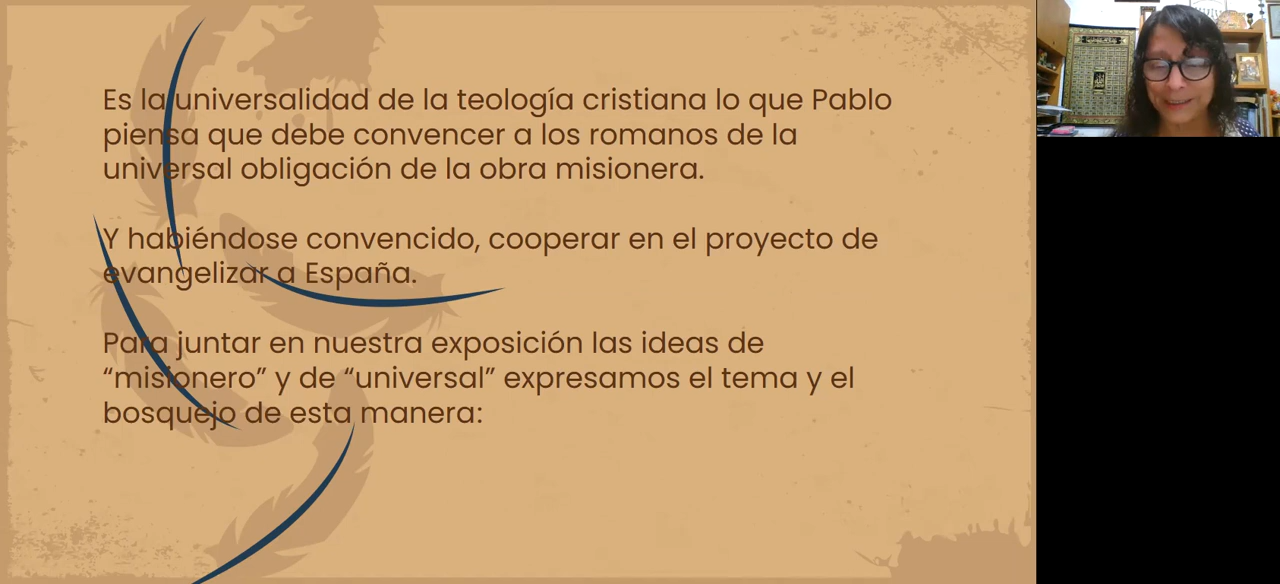 Es la universalidad de la teología cristiana lo que Pablo
piensa que debe convencer a los romanos de la
universal obligación de la obra misionera.
Y habiéndose convencido, cooperar en el proyecto de
evangelizar a España.
Para juntar en nuestra exposición las ideas de
“misionero” y de “universal” expresamos el tema y el
bosquejo de esta manera: